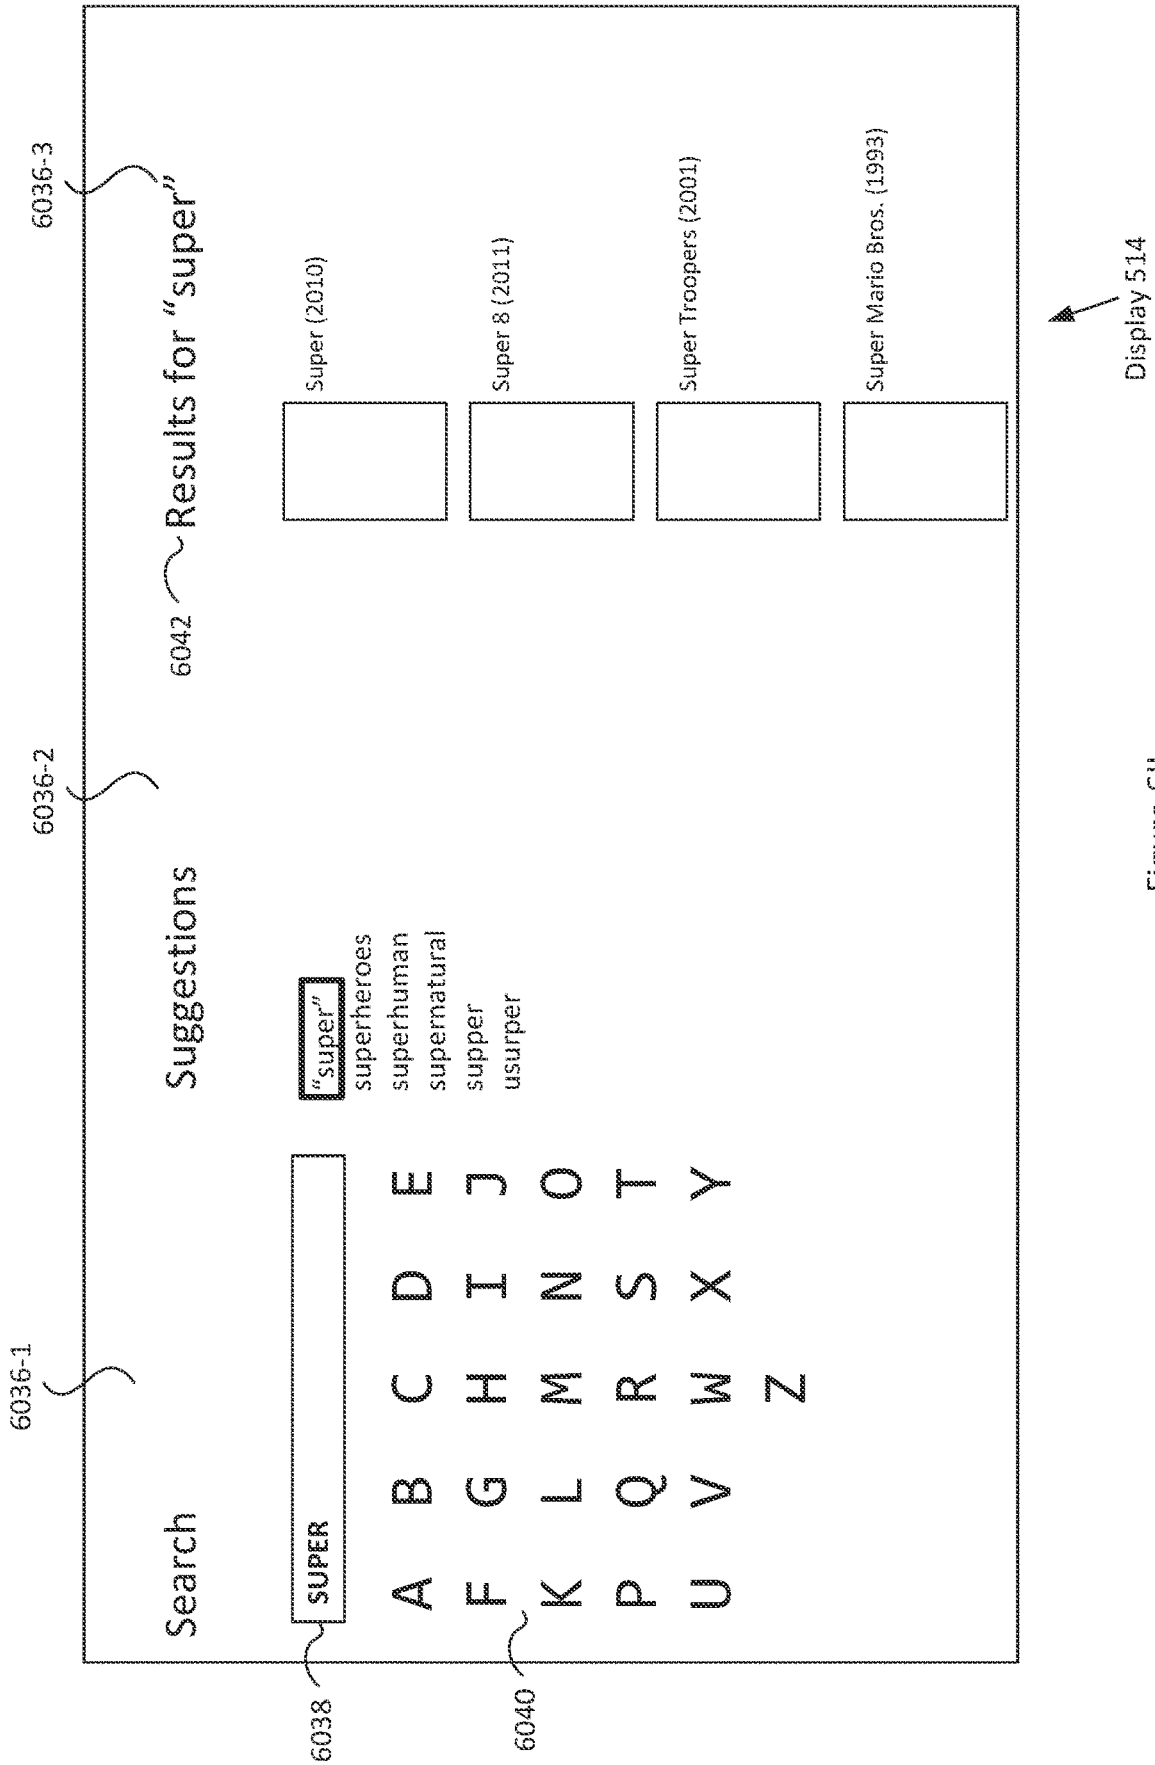 6036-1
6036-2
6036-3
Search
Suggestions
6042
Results for “super”
6038
SUPER
6040
A B C D E
F G H I J
K L M N O
P Q R S T
U V W X Y
Z
“super”
superheroes
superhuman
supernatural
supper
usurper
Super (2010)
Super 8 (2011)
Super Troopers (2001)
Super Mario Bros. (1993)
Display 514